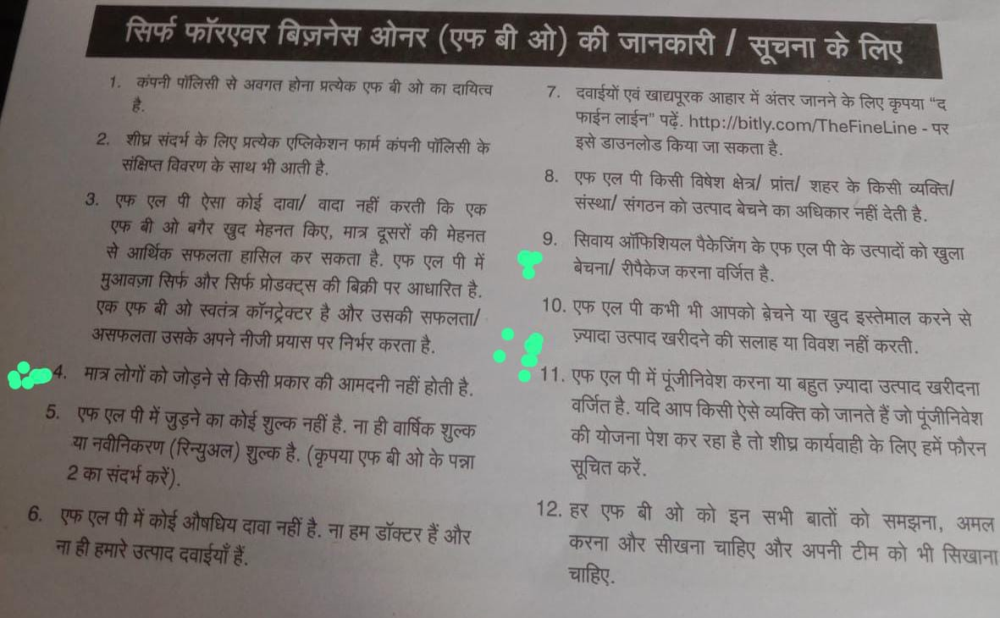 सिर्फ फॉरएवर बिज़नेस ओनर (एफ बी ओ) की जानकारी / सूचना के लिए
1. कंपनी पॉलिसी से अवगत होना प्रत्येक एफ बी ओ का दायित्व
है.
2. शीघ्र संदर्भ के लिए प्रत्येक एप्लिकेशन फार्म कंपनी पॉलिसी के
संक्षिप्त विवरण के साथ भी आती है.
3. एफ एल पी ऐसा कोई दावा/ वादा नहीं करती कि एक
एफ बी ओ बगैर खुद मेहनत किए, मात्र दूसरों की मेहनत
से आर्थिक सफलता हासिल कर सकता है. एफ एल पी में
मुआवज़ा सिर्फ और सिर्फ प्रोडक्ट्स की बिक्री पर आधारित है.
एक एफ बी ओ स्वतंत्र कॉनट्रेक्टर है और उसकी सफलता/
असफलता उसके अपने नीजी प्रयास पर निर्भर करता है.
4. मात्र लोगों को जोड़ने से किसी प्रकार की आमदनी नहीं होती है.
5. एफ एल पी में जुड़ने का कोई शुल्क नहीं है. ना ही वार्षिक शुल्क
या नवीनिकरण (रिन्युअल) शुल्क है. (कृपया एफ बी ओ के पन्ना
2 का संदर्भ करें).
6. एफ एल पी में कोई औषधिय दावा नहीं है. ना हम डॉक्टर हैं और
ना ही हमारे उत्पाद दवाईयाँ हैं.
7. दवाईयों एवं खाद्यपूरक आहार में अंतर जानने के लिए कृपया “द
फाईन लाईन” पढ़ें. http://bitly.com/TheFineLine - पर
इसे डाउनलोड किया जा सकता है.
8. एफ एल पी किसी विषेश क्षेत्र/ प्रांत/ शहर के किसी व्यक्ति/
संस्था/ संगठन को उत्पाद बेचने का अधिकार नहीं देती है.
9. सिवाय ऑफिशियल पैकेजिंग के एफ एल पी के उत्पादों को खुला
बेचना/ रीपैकेज करना वर्जित है.
10. एफ एल पी कभी भी आपको बेचने या खुद इस्तेमाल करने से
ज़्यादा उत्पाद खरीदने की सलाह या विवश नहीं करती.
11. एफ एल पी में पूंजीनिवेश करना या बहुत ज़्यादा उत्पाद खरीदना
वर्जित है. यदि आप किसी ऐसे व्यक्ति को जानते हैं जो पूंजीनिवेश
की योजना पेश कर रहा है तो शीघ्र कार्यवाही के लिए हमें फौरन
सूचित करें.
12. हर एफ बी ओ को इन सभी बातों को समझना, अमल
करना और सीखना चाहिए और अपनी टीम को भी सिखाना
चाहिए.